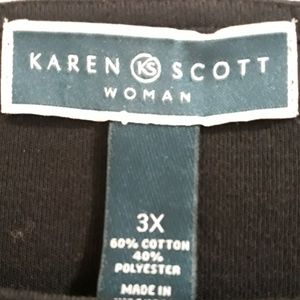 KAREN KS SCOTT
WOMAN
3X
60% COTTON
40%
POLYESTER
MADE IN